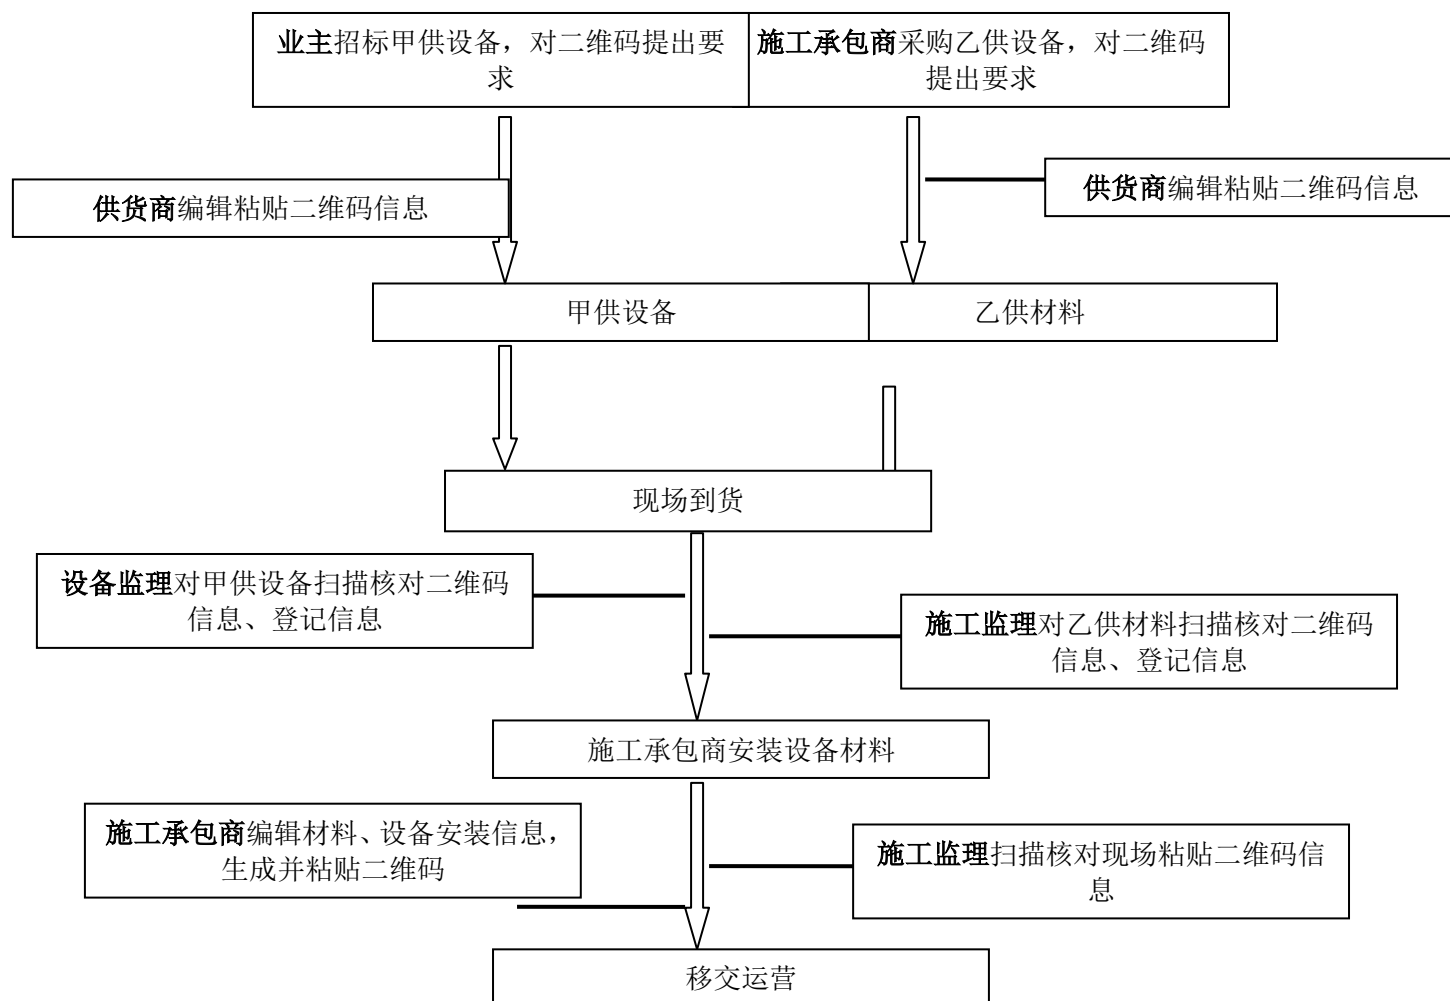 业主招标甲供设备，对二维码提出要
求
施工承包商采购乙供设备，对二维码
提出要求
供货商编辑粘贴二维码信息
供货商编辑粘贴二维码信息
甲供设备
乙供材料
现场到货
设备监理对甲供设备扫描核对二维码
信息、登记信息
施工监理对乙供材料扫描核对二维码
信息、登记信息
施工承包商安装设备材料
施工承包商编辑材料、设备安装信息，
生成并粘贴二维码
施工监理扫描核对现场粘贴二维码信
息
移交运营